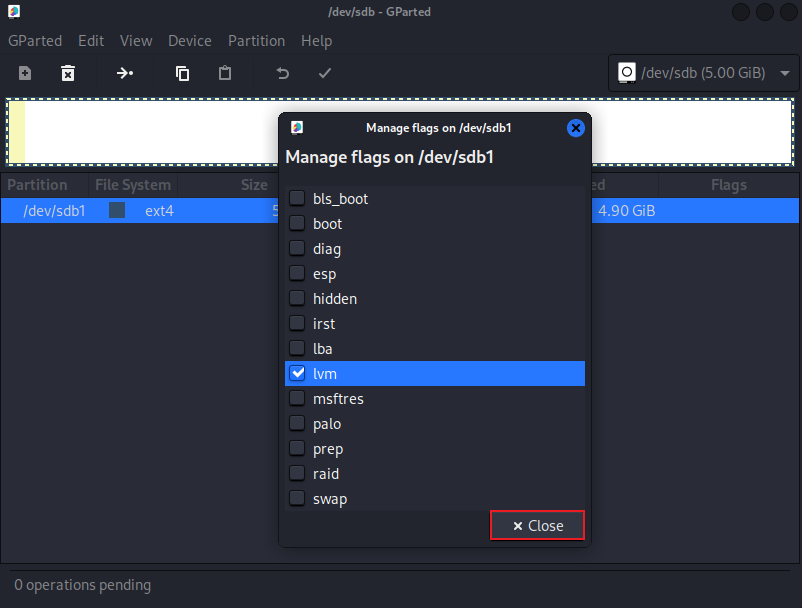 /dev/sdb - GParted
GParted Edit View Device Partition Help
/dev/sdb (5.00 GiB)
Manage flags on /dev/sdb1
Manage flags on /dev/sdb1
Partition File System Size ed Flags
/dev/sdb1 ext4 5 4.90 GiB
bls_boot
boot
diag
esp
hidden
irst
lba
lvm
msftres
palo
prep
raid
swap
Close
0 operations pending